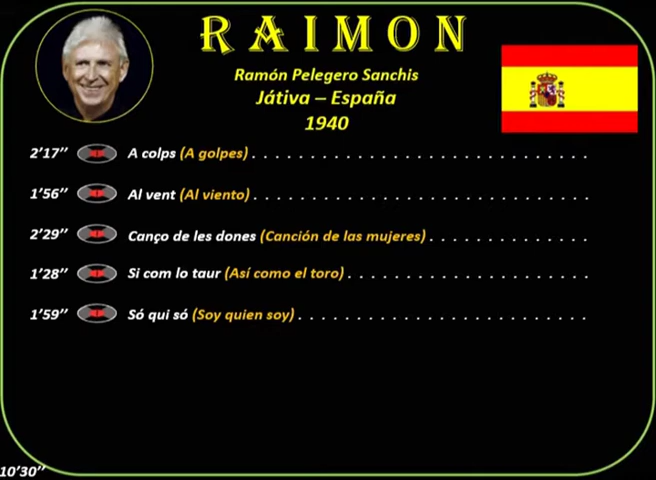 RAIMON
Ramón Pelegero Sanchis
Játiva – España
1940
2'17'' A colps (A golpes) . . . . . . . . . . . . . . . . . . . . . . . . . . . . .
1'56'' Al vent (Al viento) . . . . . . . . . . . . . . . . . . . . . . . . . . . . .
2'29'' Canço de les dones (Canción de las mujeres) . . . . . . . . . . . . . .
1'28'' Si com lo taur (Así como el toro) . . . . . . . . . . . . . . . . . . . . .
1'59'' Só qui só (Soy quien soy) . . . . . . . . . . . . . . . . . . . . . . . . .
10'30''